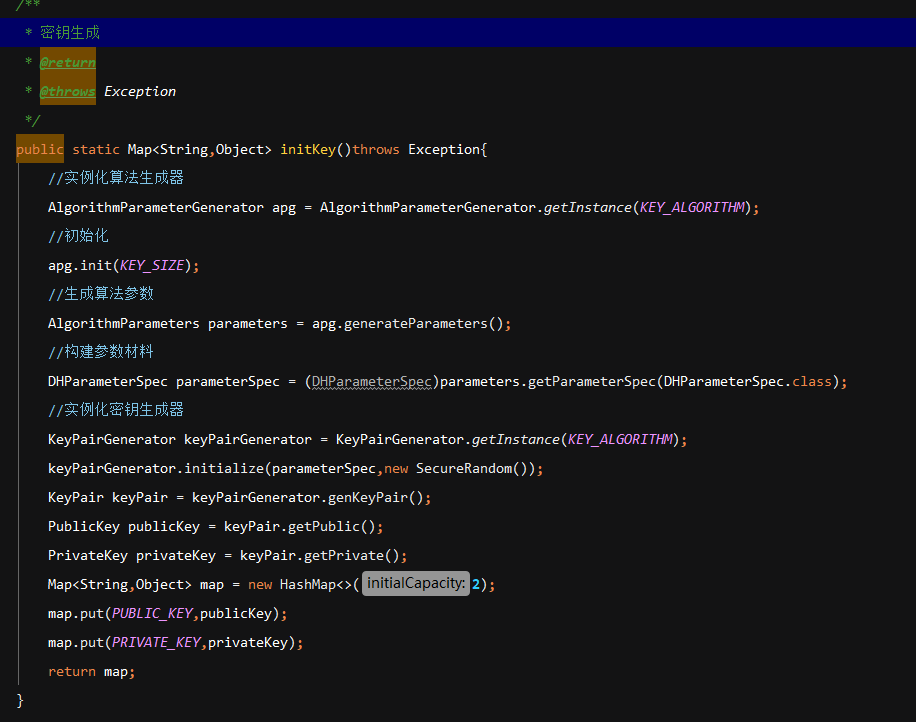 /**
* 密钥生成
* @return
* @throws Exception
*/
public static Map<String,Object> initKey()throws Exception{
//实例化算法生成器
AlgorithmParameterGenerator apg = AlgorithmParameterGenerator.getInstance(KEY_ALGORITHM);
//初始化
apg.init(KEY_SIZE);
//生成算法参数
AlgorithmParameters parameters = apg.generateParameters();
//构建参数材料
DHParameterSpec parameterSpec = (DHParameterSpec)parameters.getParameterSpec(DHParameterSpec.class);
//实例化密钥生成器
KeyPairGenerator keyPairGenerator = KeyPairGenerator.getInstance(KEY_ALGORITHM);
keyPairGenerator.initialize(parameterSpec,new SecureRandom());
KeyPair keyPair = keyPairGenerator.genKeyPair();
PublicKey publicKey = keyPair.getPublic();
PrivateKey privateKey = keyPair.getPrivate();
Map<String,Object> map = new HashMap<>( initialCapacity: 2);
map.put(PUBLIC_KEY,publicKey);
map.put(PRIVATE_KEY,privateKey);
return map;
}